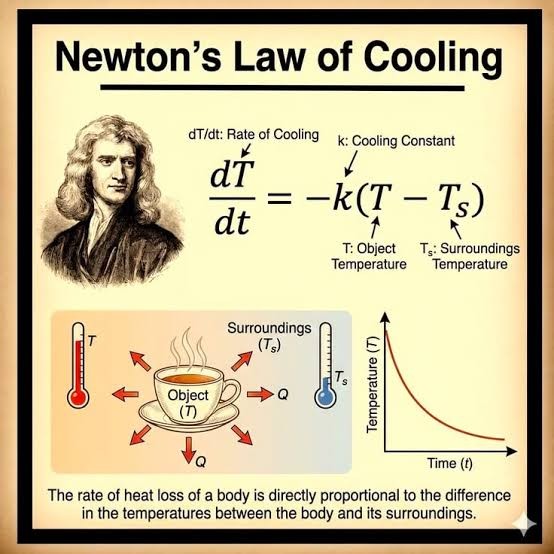 Newton's Law of Cooling
dT/dt: Rate of Cooling
k: Cooling Constant
dT/dt = −k(T − Tₛ)
T: Object
Temperature
Tₛ: Surroundings
Temperature
T
Surroundings
(Tₛ)
Tₛ
Object
(T)
Q
Q
Temperature (T)
Time (t)
The rate of heat loss of a body is directly proportional to the difference
in the temperatures between the body and its surroundings.